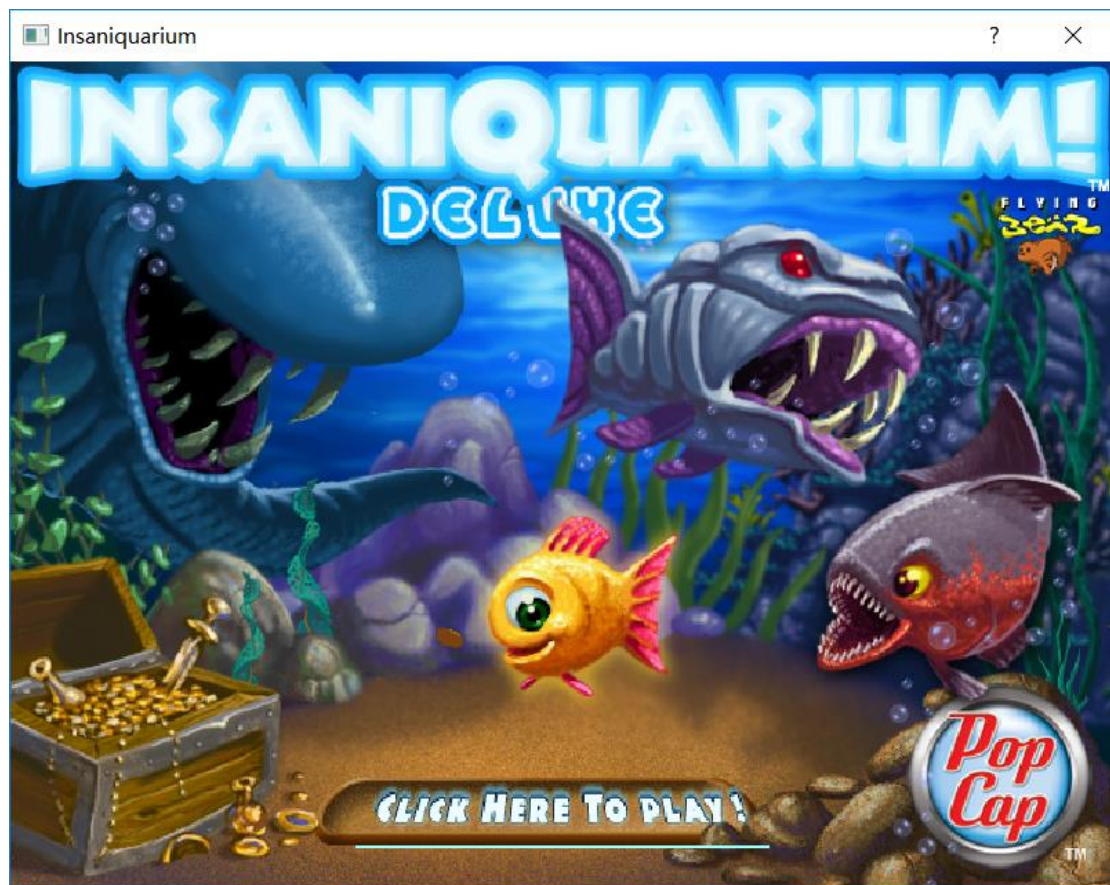 Insaniquarium
?
INSANIQUARIUM!
TM
DELUXE
FLYING
BEAR
CLICK HERE TO PLAY!
Pop
Cap
TM